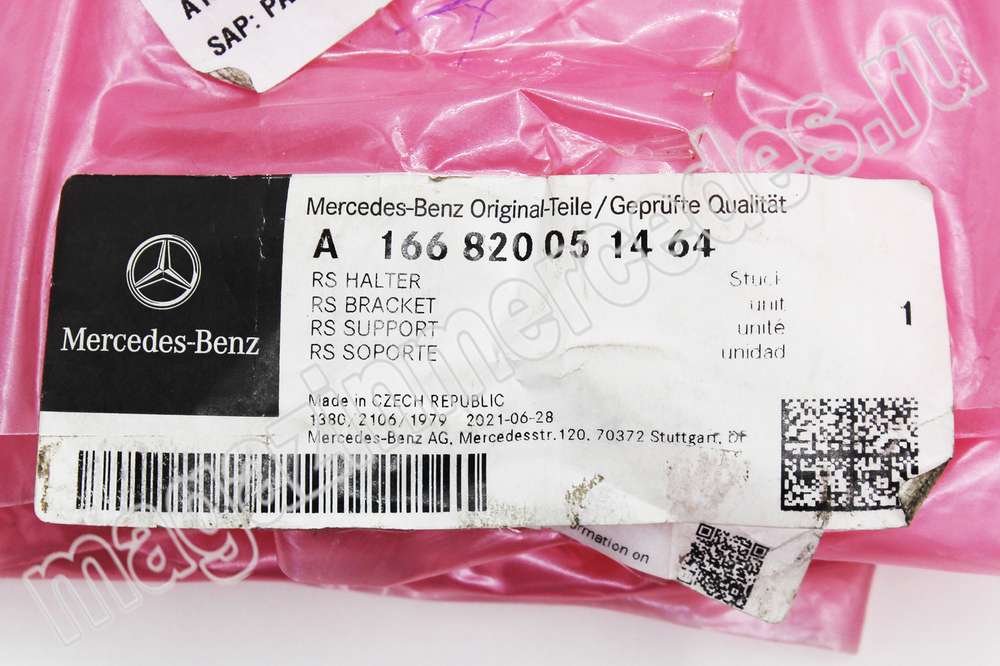 SAP: PA
Mercedes-Benz Original-Teile/Geprüfte Qualität
A 166 820 05 14 64
RS HALTER Stück
RS BRACKET unit
RS SUPPORT unité
RS SOPORTE unidad
1
Mercedes-Benz
Made in CZECH REPUBLIC
1380/2106/1979 2021-06-28
Mercedes-Benz AG, Mercedesstr.120, 70372 Stuttgart,
rmation on
magazinmercedes.ru